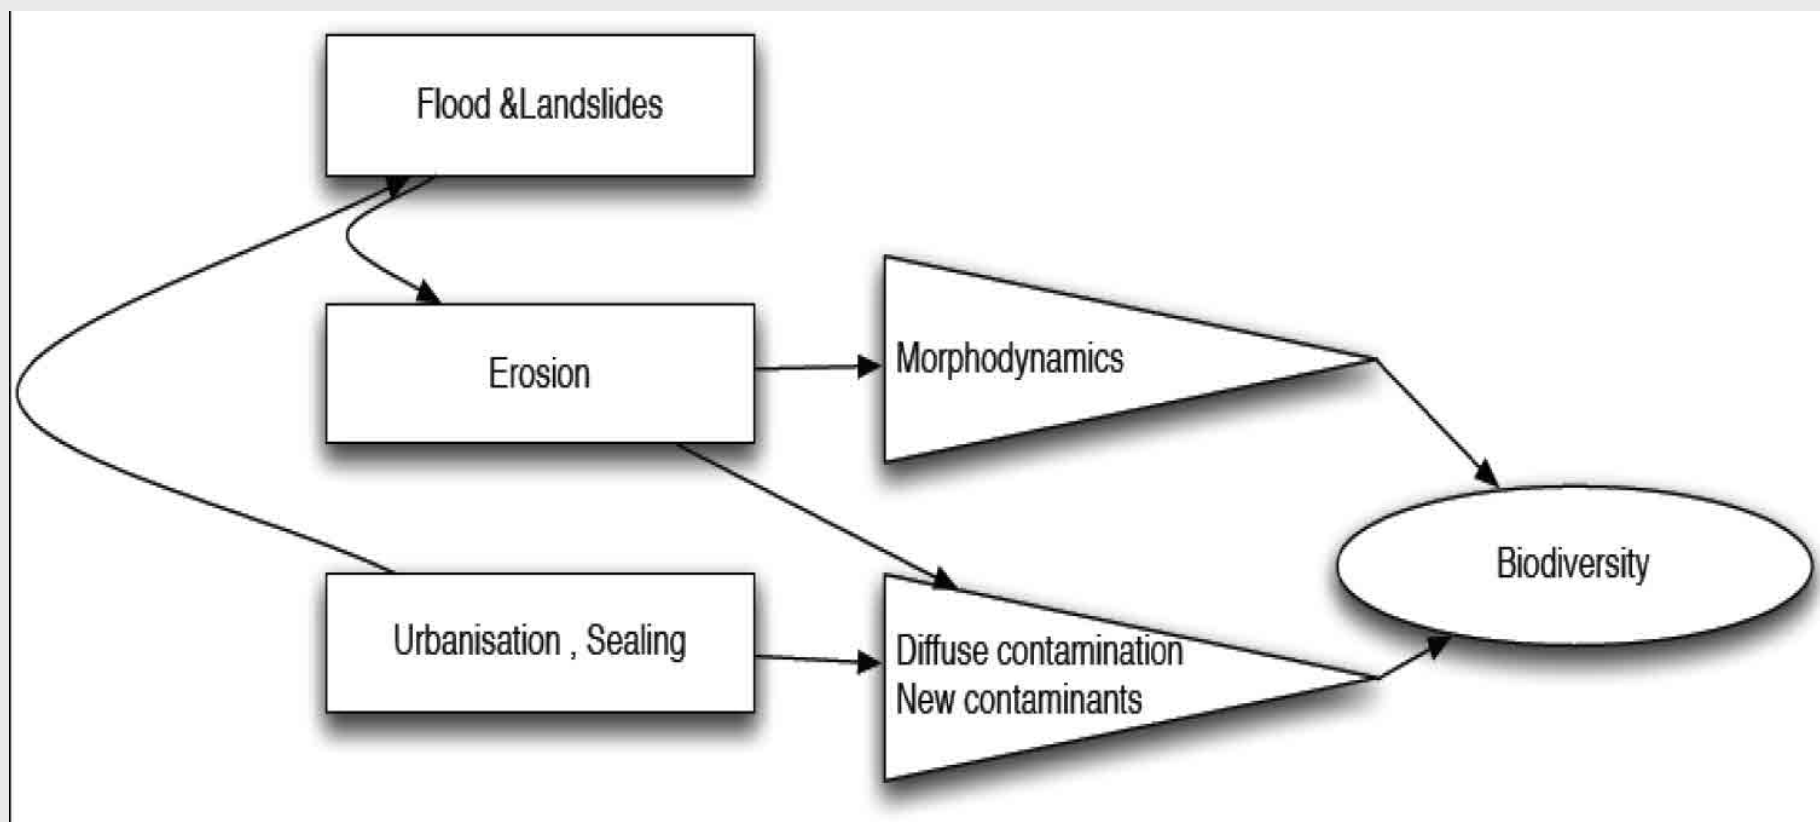 Flood &Landslides
Erosion
Morphodynamics
Biodiversity
Urbanisation , Sealing
Diffuse contamination
New contaminants